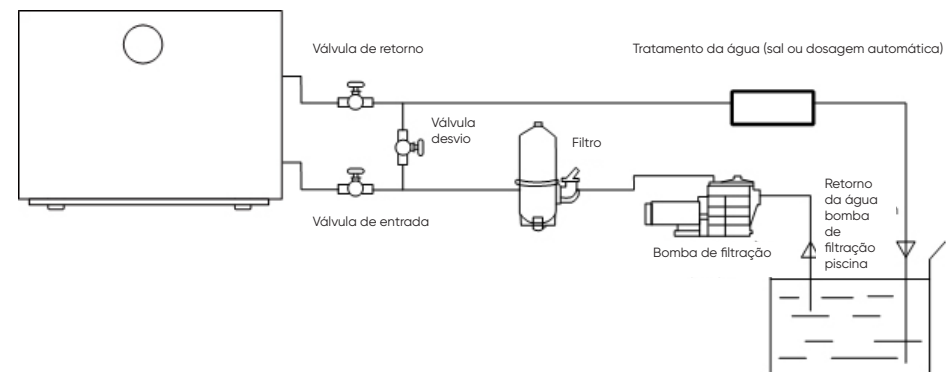 Válvula de retorno
Tratamento da água (sal ou dosagem automática)
Válvula
desvio
Filtro
Válvula de entrada
Bomba de filtração
Retorno
da água
bomba
de
filtração
piscina